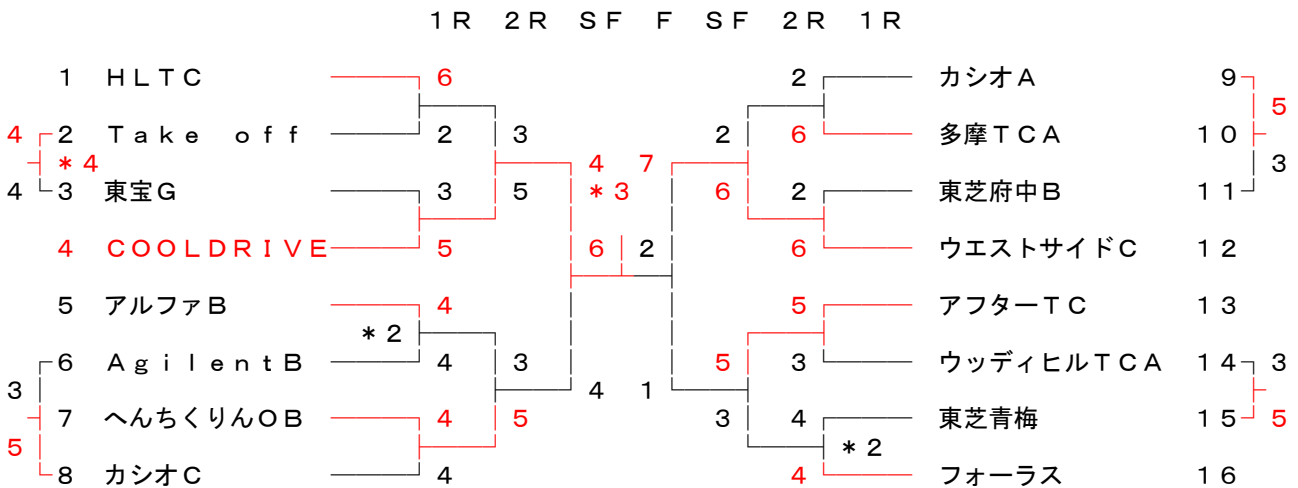 １Ｒ ２Ｒ ＳＦ Ｆ ＳＦ ２Ｒ １Ｒ
１ ＨＬＴＣ ６ ２ カシオＡ ９
５
４ ２ Ｔａｋｅ ｏｆｆ ２ ３ ２ ６ 多摩ＴＣＡ １０
＊４ ４ ７ ３
４ ３ 東宝Ｇ ３ ５ ＊３ ６ ２ 東芝府中Ｂ １１
４ ＣＯＯＬＤＲＩＶＥ ５ ６ ２ ６ ウエストサイドＣ １２
５ アルファＢ ４ ５ アフターＴＣ １３
＊２
６ ＡｇｉｌｅｎｔＢ ４ ３ ５ ３ ウッディヒルＴＣＡ １４ ３
３ ４ １
７ へんちくりんＯＢ ４ ５ ３ ４ 東芝青梅 １５ ５
５ ＊２
８ カシオＣ ４ ４ フォーラス １６